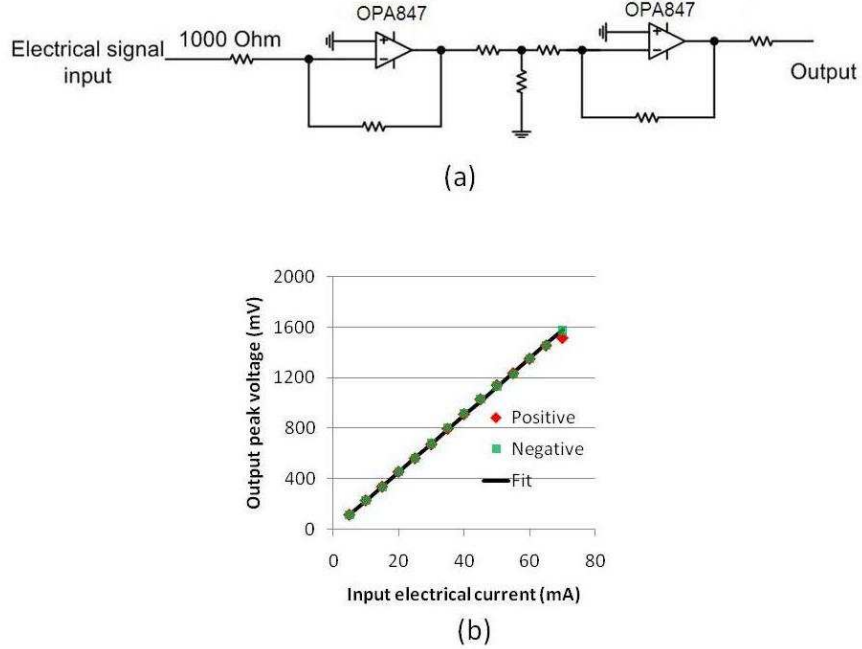 OPA847
OPA847
Electrical signal
input
1000 Ohm
+
−
+
−
Output
(a)
2000
1600
1200
800
400
0
Output peak voltage (mV)
Positive
Negative
Fit
0 20 40 60 80
Input electrical current (mA)
(b)